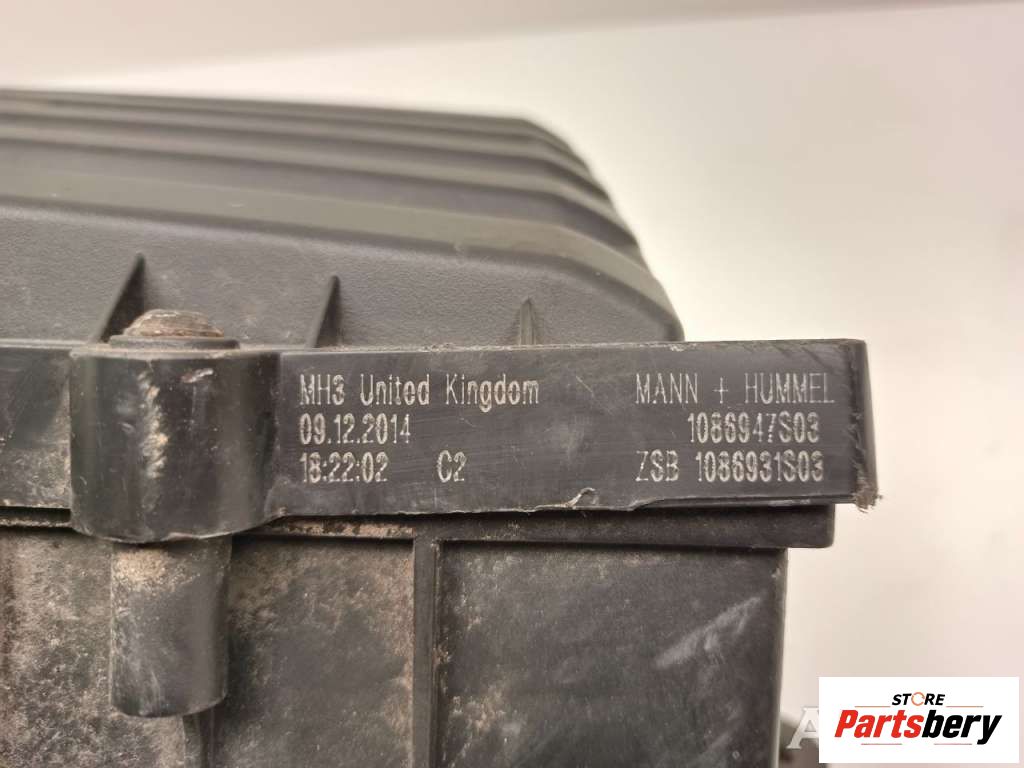 MH3 United Kingdom
09.12.2014
18:22:02 C2
MANN + HUMMEL
1086947S03
ZSB 1086931S03
STORE
Partsbery